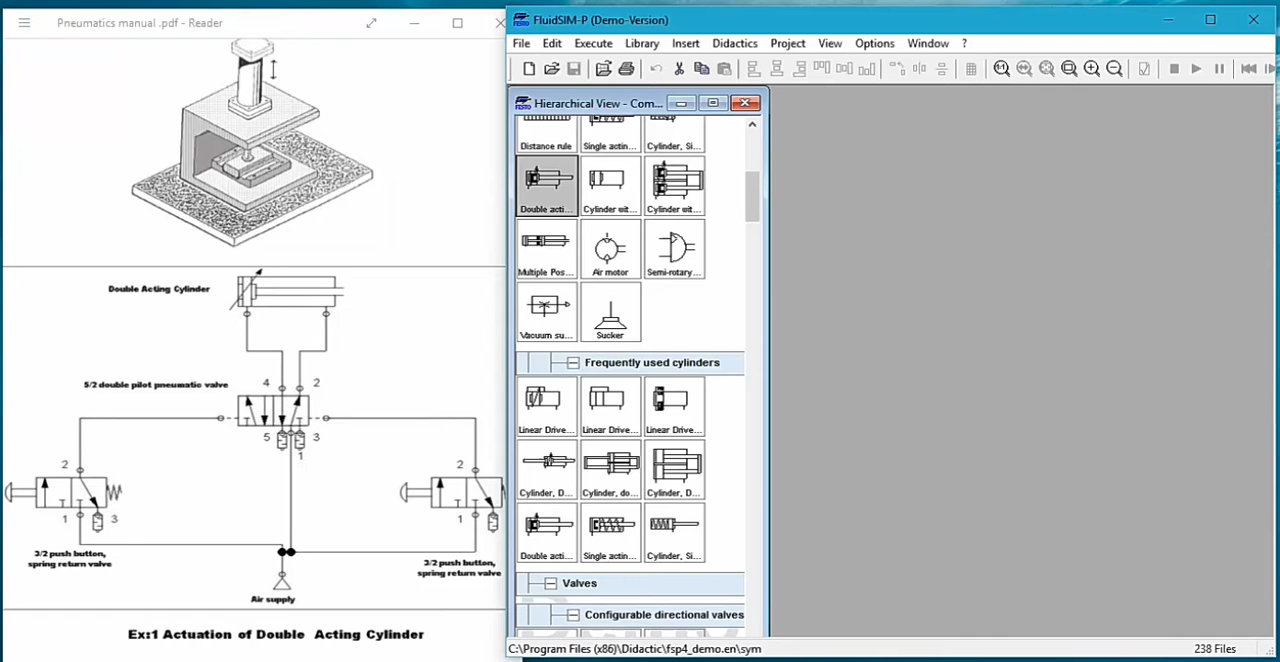 Pneumatics manual .pdf - Reader
Double Acting Cylinder
5/2 double pilot pneumatic valve
4
2
5
3
1
2
2
1
3
1
3/2 push button,
spring return valve
3/2 push button,
spring return valve
Air supply
Ex:1 Actuation of Double Acting Cylinder
FluidSIM-P (Demo-Version)
File Edit Execute Library Insert Didactics Project View Options Window ?
FESTO
Hierarchical View - Com...
Distance rule
Single actin...
Cylinder, Si...
Double acti...
Cylinder wit...
Cylinder wit...
Multiple Pos...
Air motor
Semi-rotary...
Vacuum su...
Sucker
Frequently used cylinders
Linear Drive...
Linear Drive...
Linear Drive...
Cylinder, D...
Cylinder, do...
Cylinder, D...
Double acti...
Single actin...
Cylinder, Si...
Valves
Configurable directional valves
C:\Program Files (x86)\Didactic\fsp4_demo.en\sym
238 Files